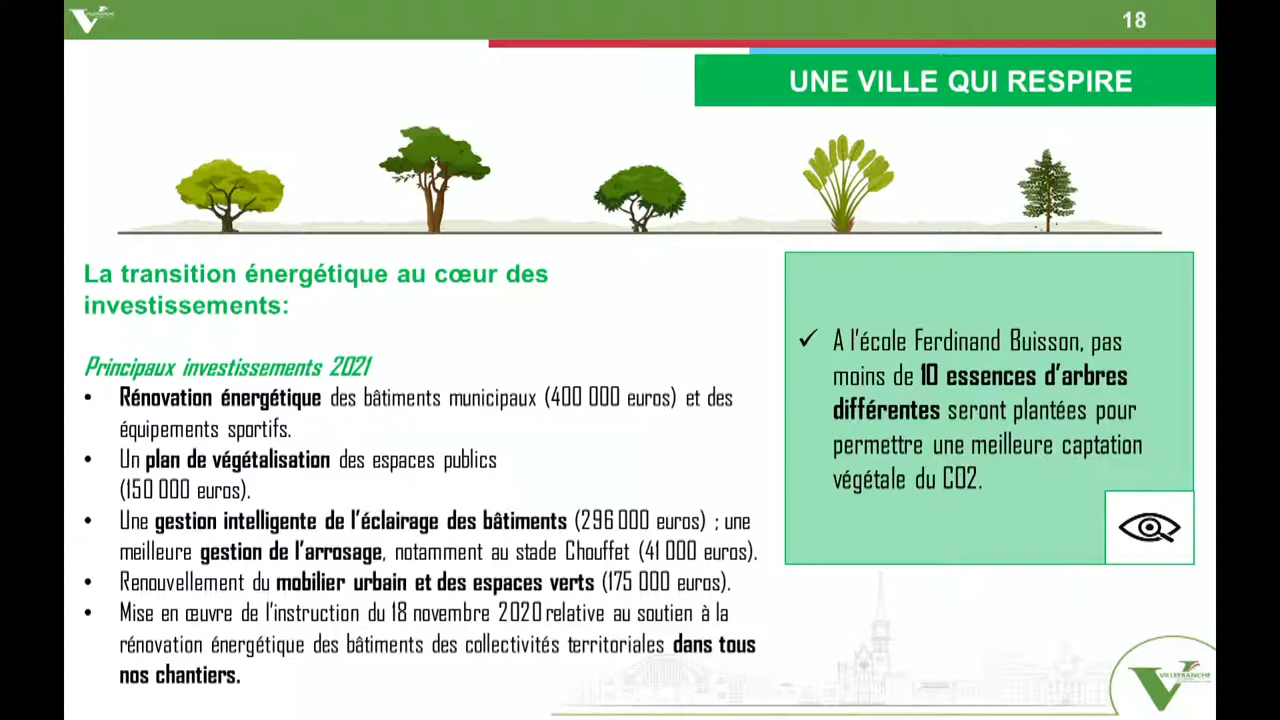 VILLEFRANCHE
18
UNE VILLE QUI RESPIRE
La transition énergétique au cœur des
investissements:
Principaux investissements 2021
• Rénovation énergétique des bâtiments municipaux (400 000 euros) et des
équipements sportifs.
• Un plan de végétalisation des espaces publics
(150 000 euros).
• Une gestion intelligente de l'éclairage des bâtiments (296 000 euros) ; une
meilleure gestion de l'arrosage, notamment au stade Chouffet (41 000 euros).
• Renouvellement du mobilier urbain et des espaces verts (175 000 euros).
• Mise en œuvre de l'instruction du 18 novembre 2020 relative au soutien à la
rénovation énergétique des bâtiments des collectivités territoriales dans tous
nos chantiers.
✓ A l'école Ferdinand Buisson, pas
moins de 10 essences d'arbres
différentes seront plantées pour
permettre une meilleure captation
végétale du CO2.
VILLEFRANCHE